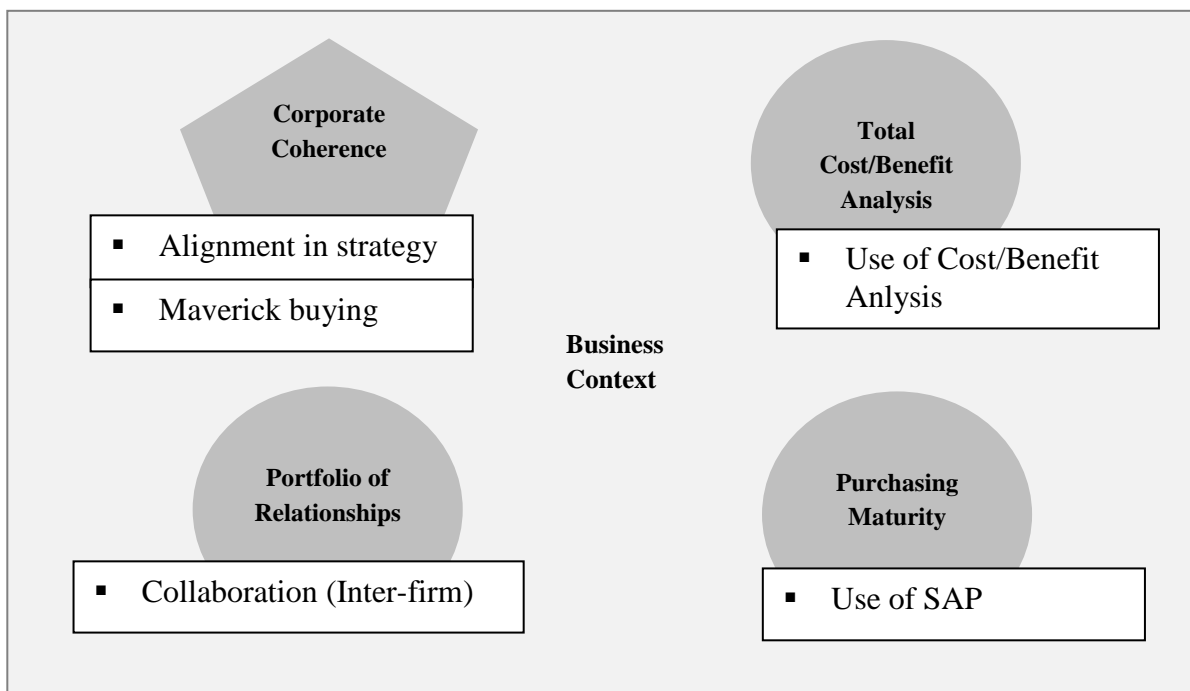 Corporate
Coherence
▪ Alignment in strategy
▪ Maverick buying
Total
Cost/Benefit
Analysis
▪ Use of Cost/Benefit
Anlysis
Business
Context
Portfolio of
Relationships
▪ Collaboration (Inter-firm)
Purchasing
Maturity
▪ Use of SAP